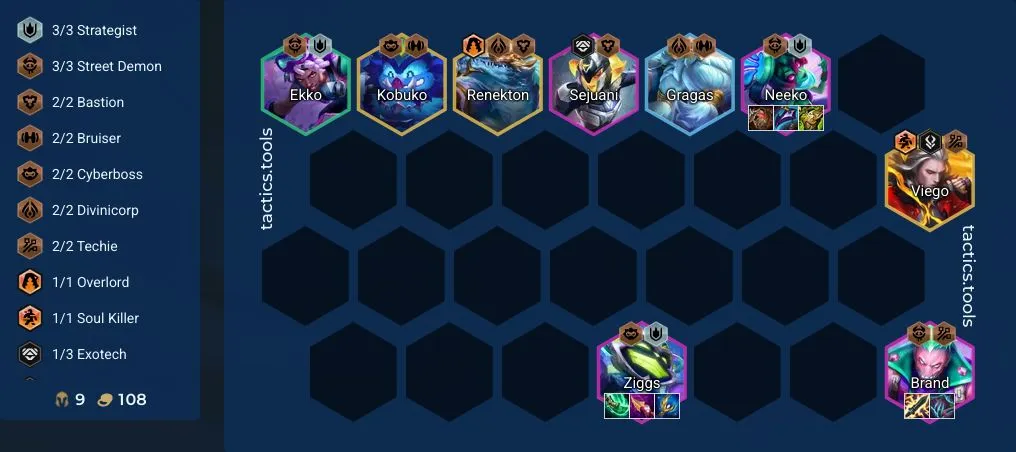 3/3 Strategist
3/3 Street Demon
2/2 Bastion
2/2 Bruiser
2/2 Cyberboss
2/2 Divinicorp
2/2 Techie
1/1 Overlord
1/1 Soul Killer
1/3 Exotech
9 108
tactics.tools
Ekko Kobuko Renekton Sejuani Gragas Neeko
Viego
tactics.tools
Ziggs Brand